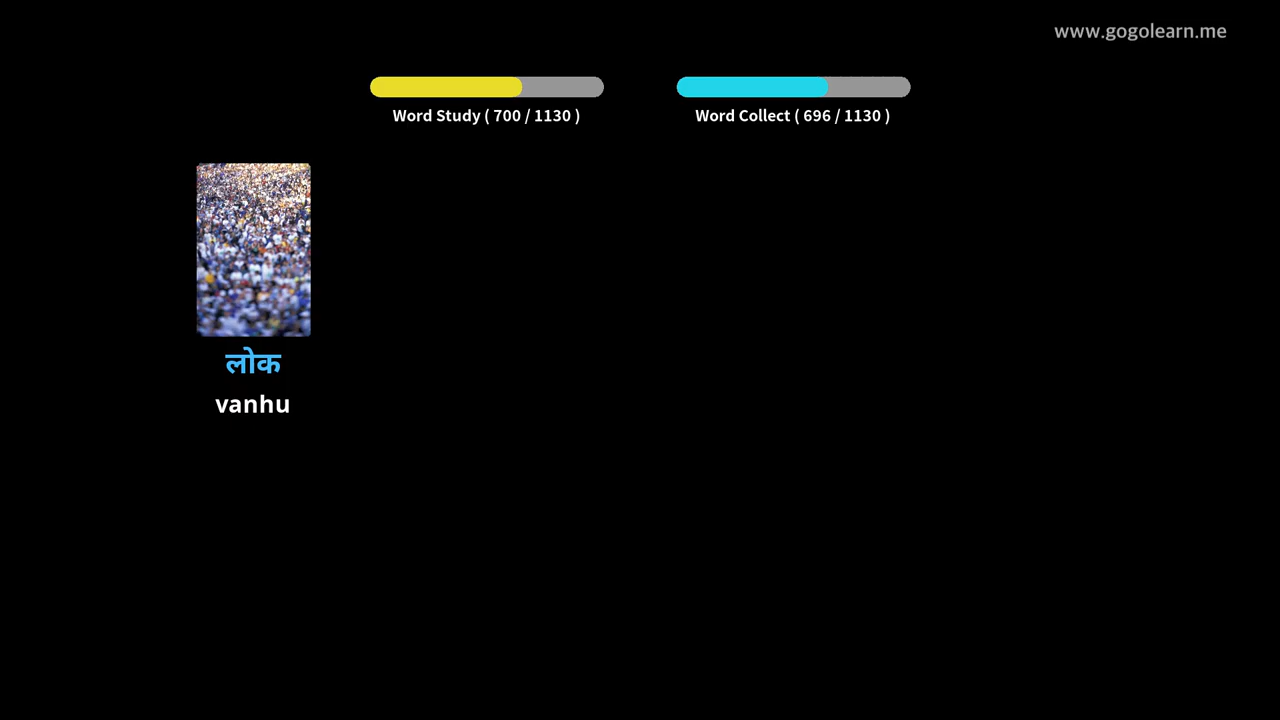 www.gogolearn.me
Word Study ( 700 / 1130 )
Word Collect ( 696 / 1130 )
लोक
vanhu